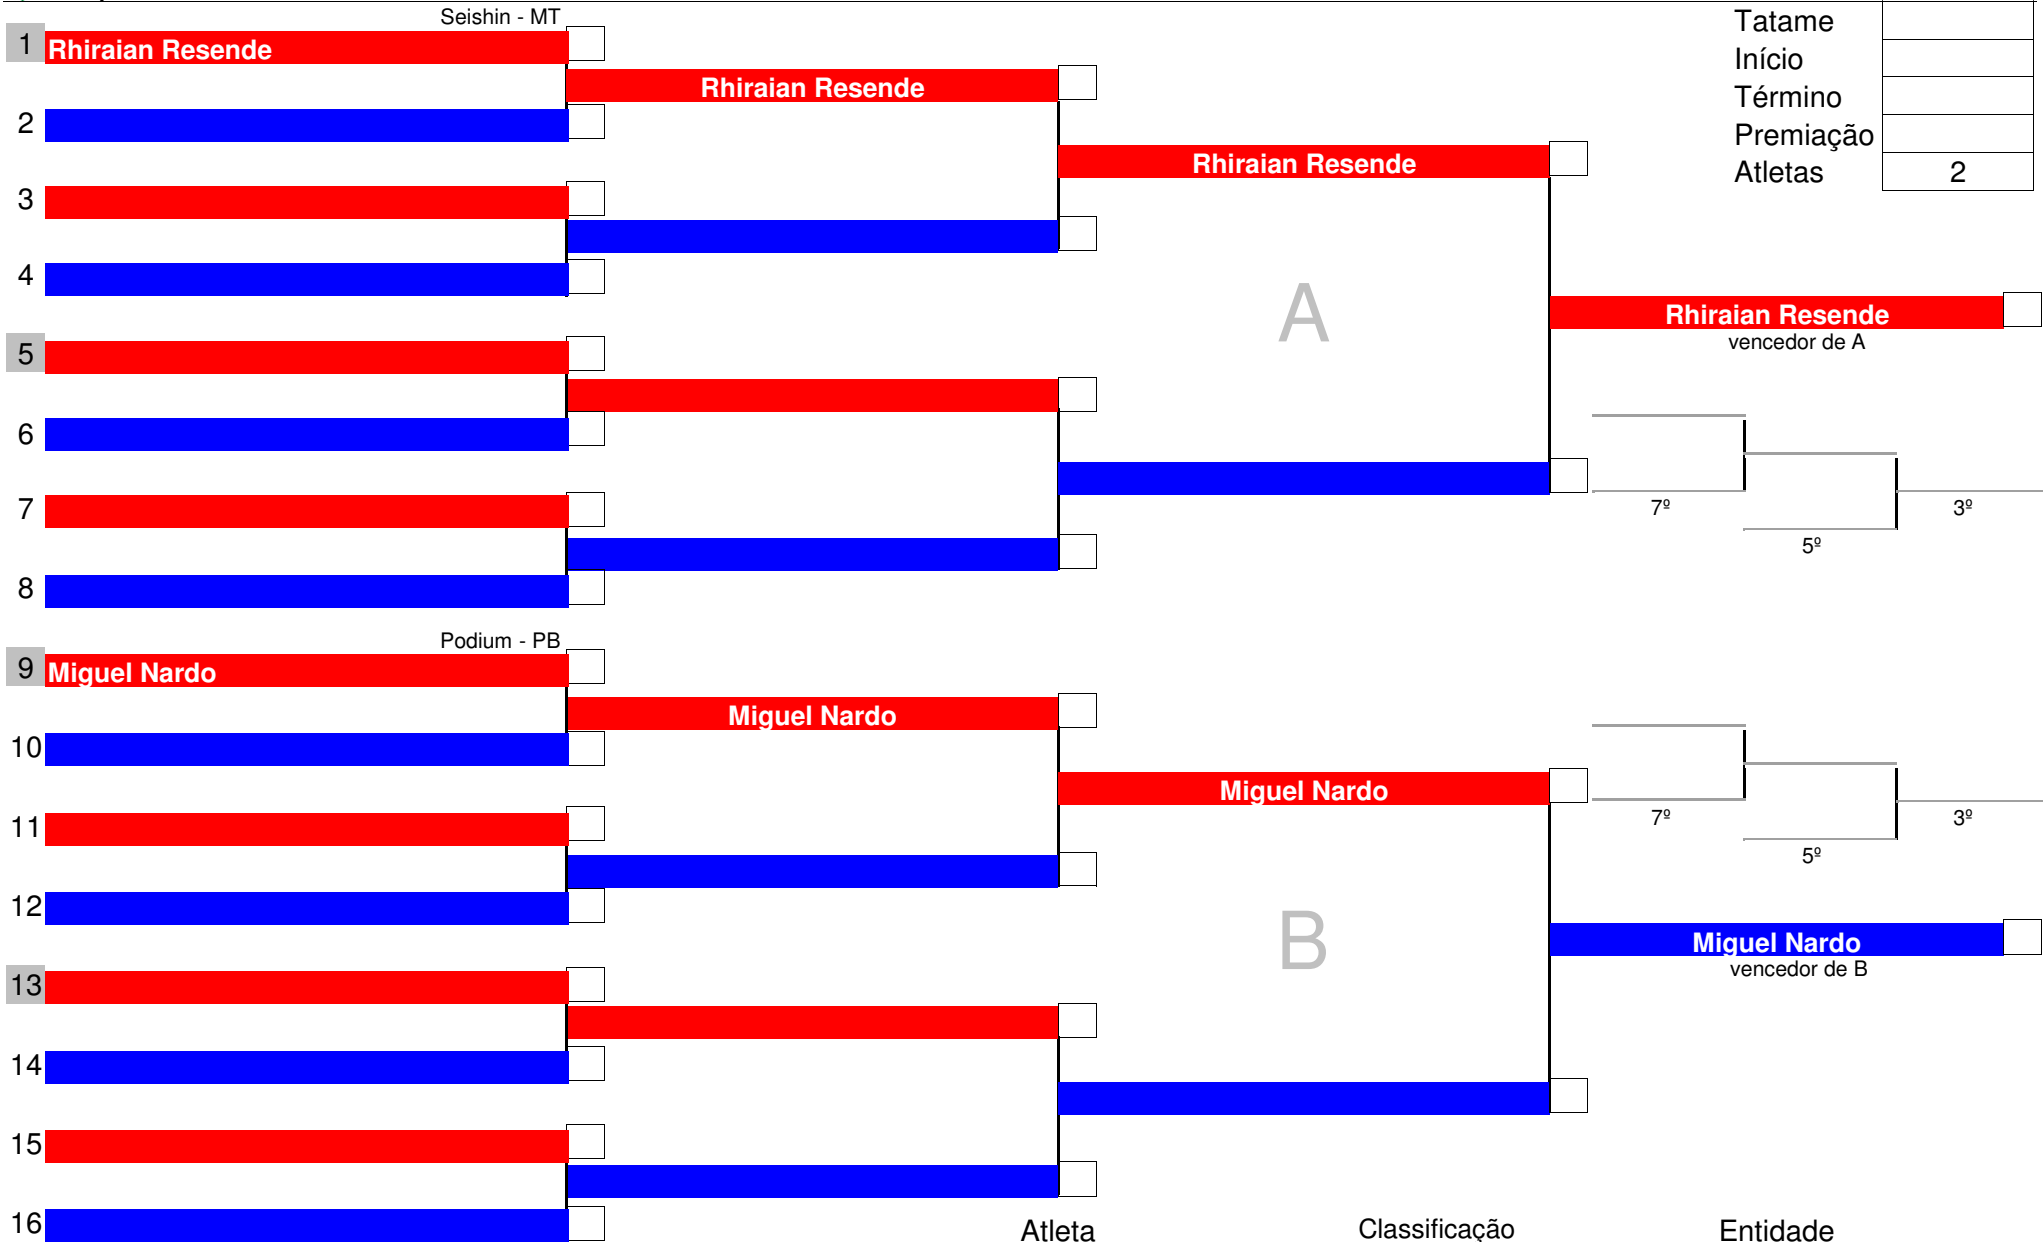 Seishin - MT
Tatame
1 Rhiraian Resende
Início
Rhiraian Resende
Término
2
Premiação
Rhiraian Resende
Atletas 2
3
4
A
Rhiraian Resende
vencedor de A
5
6
7
7º
3º
5º
8
Podium - PB
9 Miguel Nardo
Miguel Nardo
10
Miguel Nardo
7º
3º
11
5º
12
B
Miguel Nardo
vencedor de B
13
14
15
16
Atleta Classificação Entidade